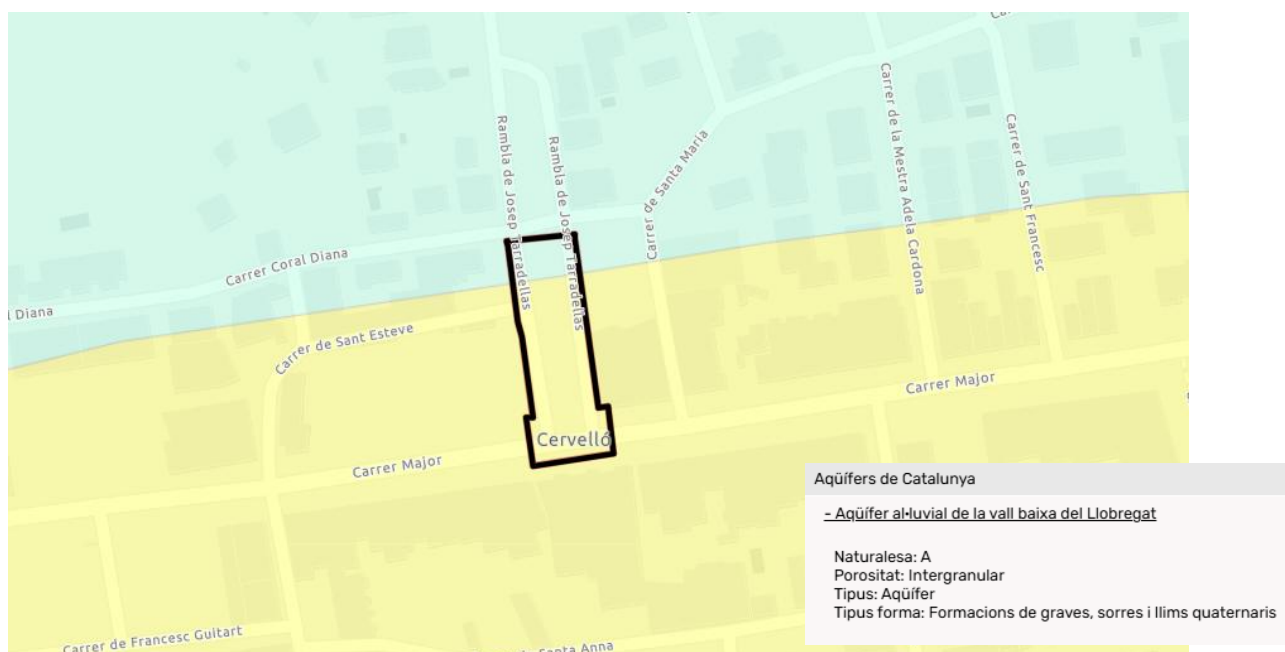 Rambla de Josep Tarradellas
Rambla de Josep Tarradellas
Carrer de Santa Maria
Carrer de la Mestra Adela Cardona
Carrer de Sant Francesc
Carrer Coral Diana
l Diana
Carrer de Sant Esteve
Carrer Major
Cervelló
Carrer Major
Aqüífers de Catalunya
- Aqüífer al·luvial de la vall baixa del Llobregat
Naturalesa: A
Porositat: Intergranular
Tipus: Aqüífer
Tipus forma: Formacions de graves, sorres i llims quaternaris
Carrer de Francesc Guitart
de Santa Anna